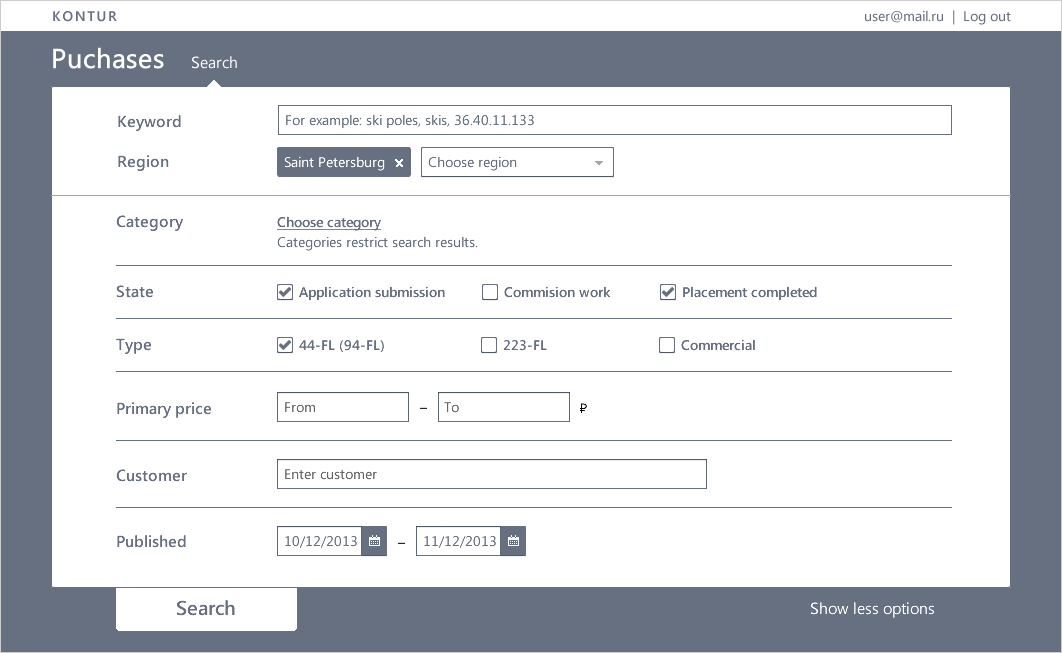 KONTUR
user@mail.ru | Log out
Puchases
Search
Keyword
For example: ski poles, skis, 36.40.11.133
Region
Saint Petersburg ×
Choose region
Category
Choose category
Categories restrict search results.
State
Application submission
Commision work
Placement completed
Type
44-FL (94-FL)
223-FL
Commercial
Primary price
From – To ₽
Customer
Enter customer
Published
10/12/2013 – 11/12/2013
Search
Show less options